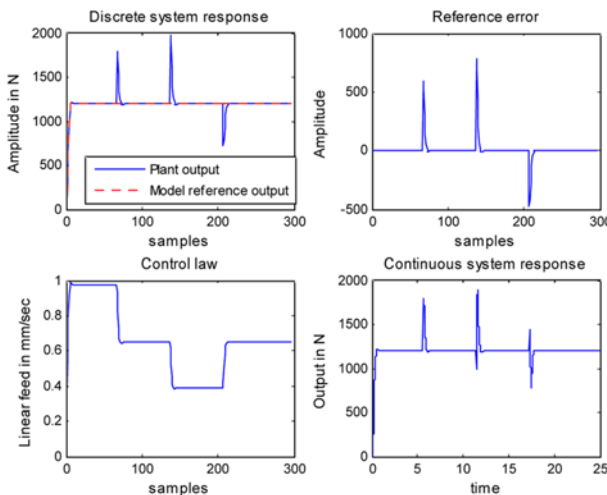 Discrete system response
Amplitude in N
2000
1500
1000
500
0
Plant output
Model reference output
0
100
200
300
samples
Reference error
Amplitude
1000
500
0
-500
0
100
200
300
samples
Control law
Linear feed in mm/sec
1
0.8
0.6
0.4
0.2
0
0
100
200
300
samples
Continuous system response
Output in N
2000
1500
1000
500
0
0
5
10
15
20
25
time